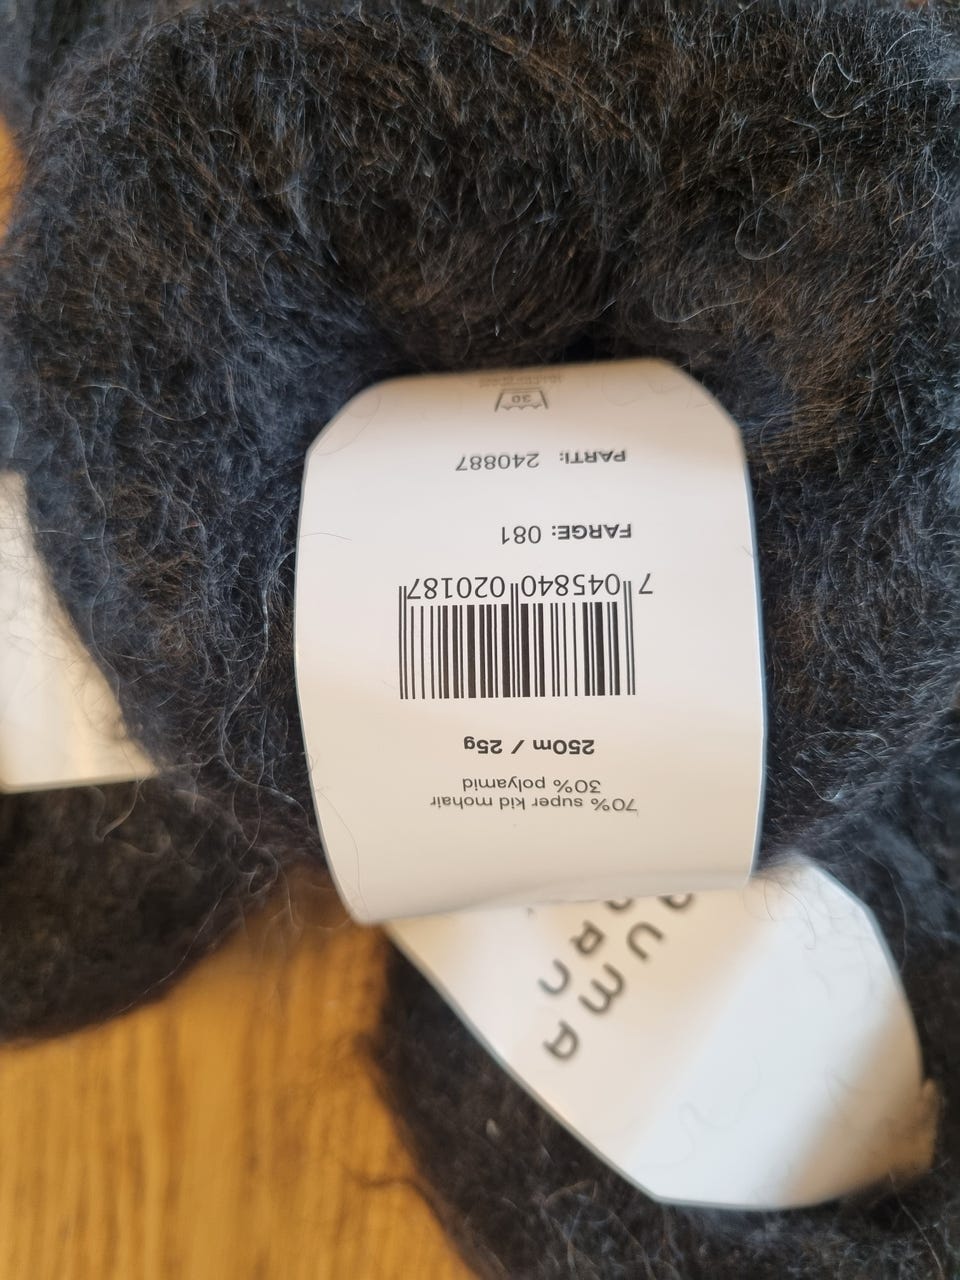 70% super kid mohair
30% polyamid
250m / 25g
7 045840 020187
FARGE: 081
PARTI: 240887
30